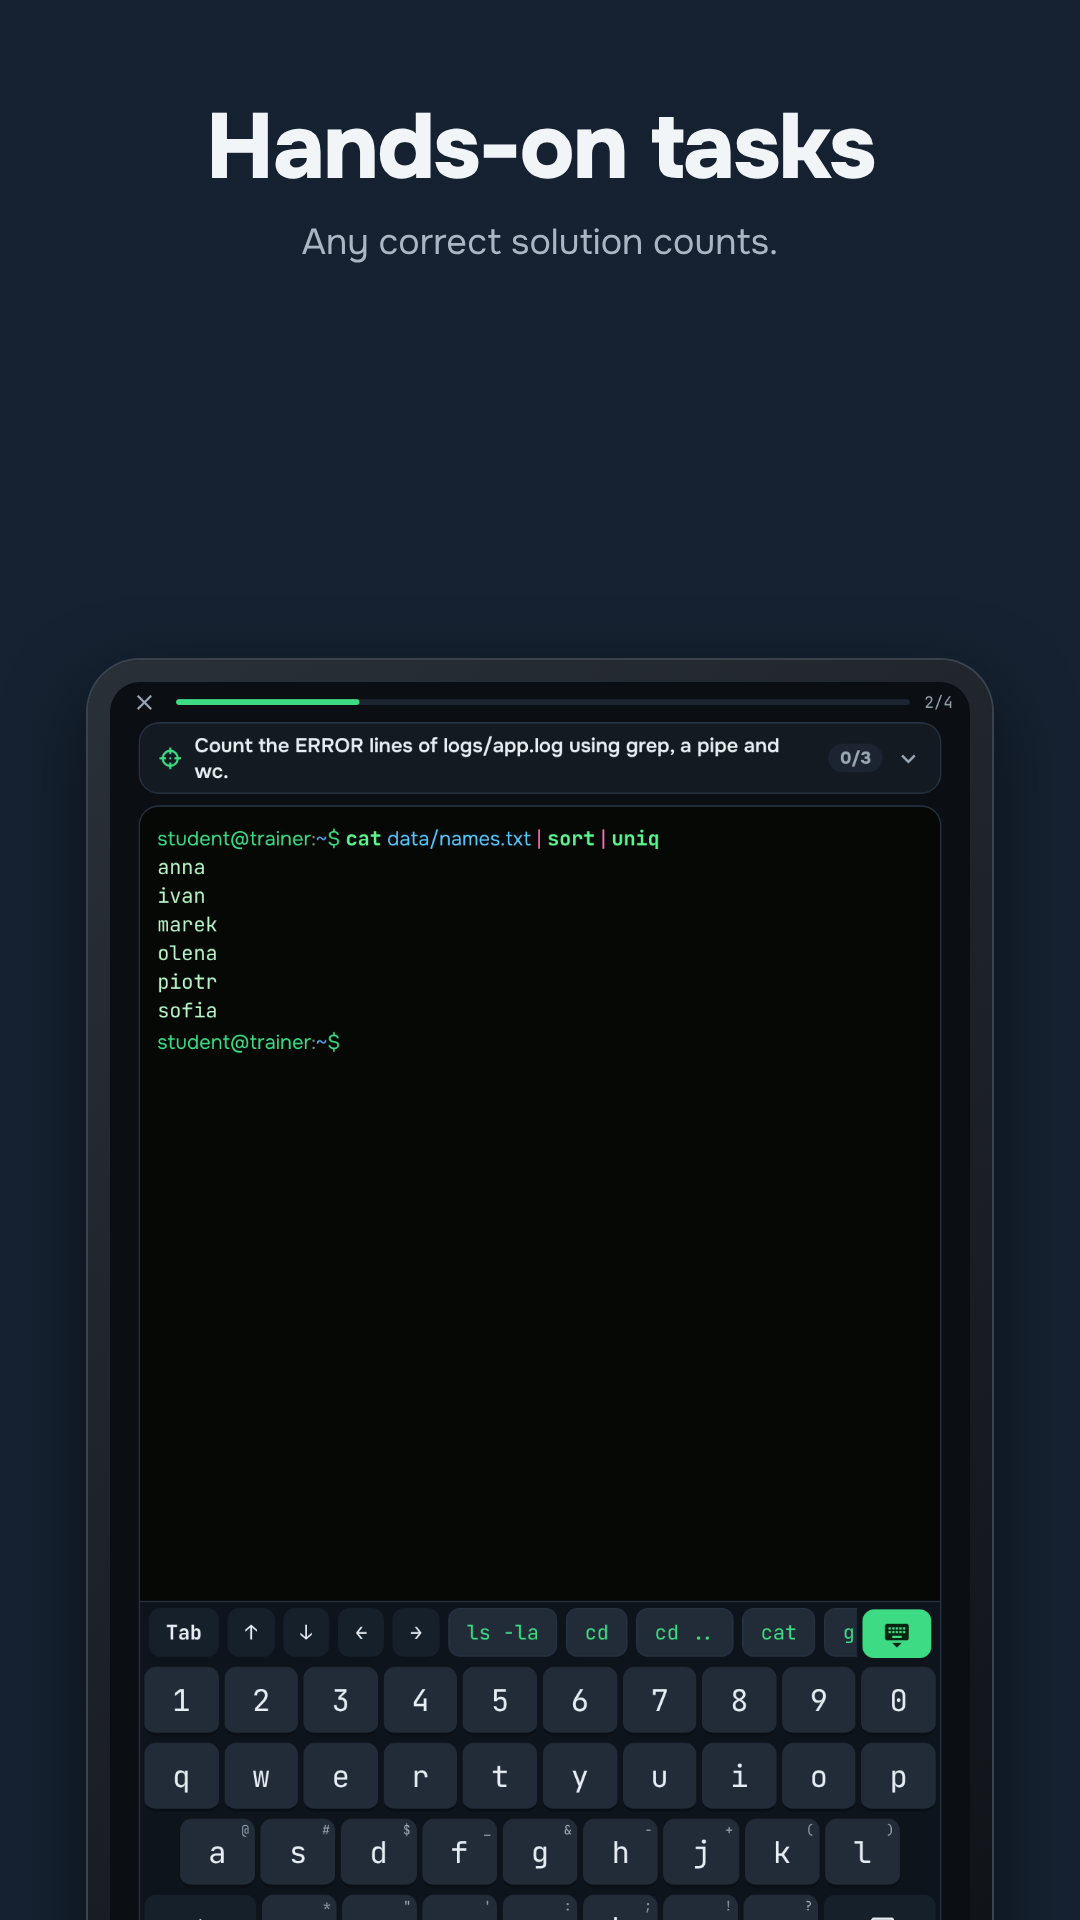 Hands-on tasks
Any correct solution counts.
2/4
Count the ERROR lines of logs/app.log using grep, a pipe and
wc.
0/3
student@trainer:~$ cat data/names.txt | sort | uniq
anna
ivan
marek
olena
piotr
sofia
student@trainer:~$
Tab ↑ ↓ ← → ls -la cd cd .. cat g
1 2 3 4 5 6 7 8 9 0
q w e r t y u i o p
@ # $ _ & - + ( )
a s d f g h j k l
* " ' : ; ! ?